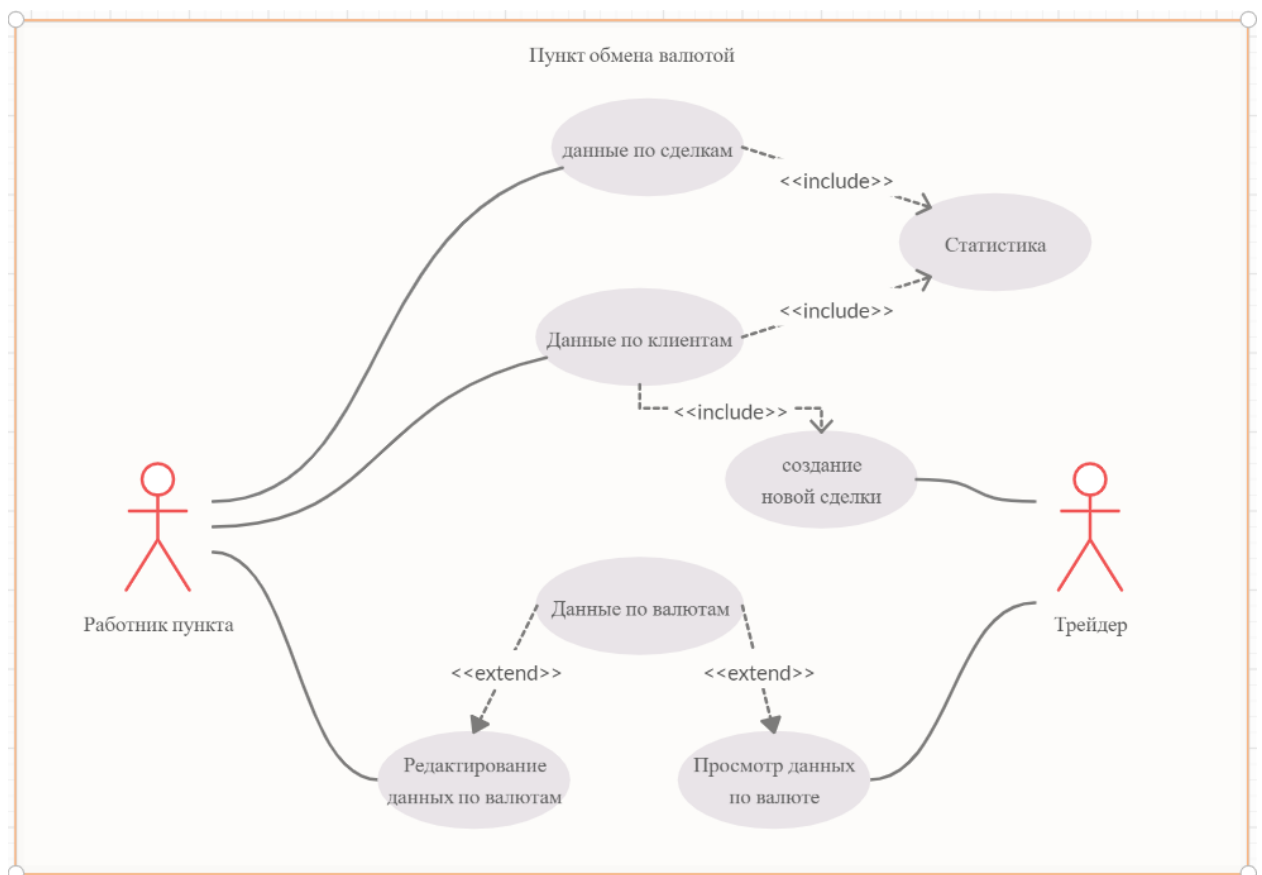 Пункт обмена валютой
данные по сделкам
<<include>>
Статистика
<<include>>
Данные по клиентам
<<include>>
создание
новой сделки
Работник пункта
Трейдер
Данные по валютам
<<extend>>
<<extend>>
Редактирование
данных по валютам
Просмотр данных
по валюте